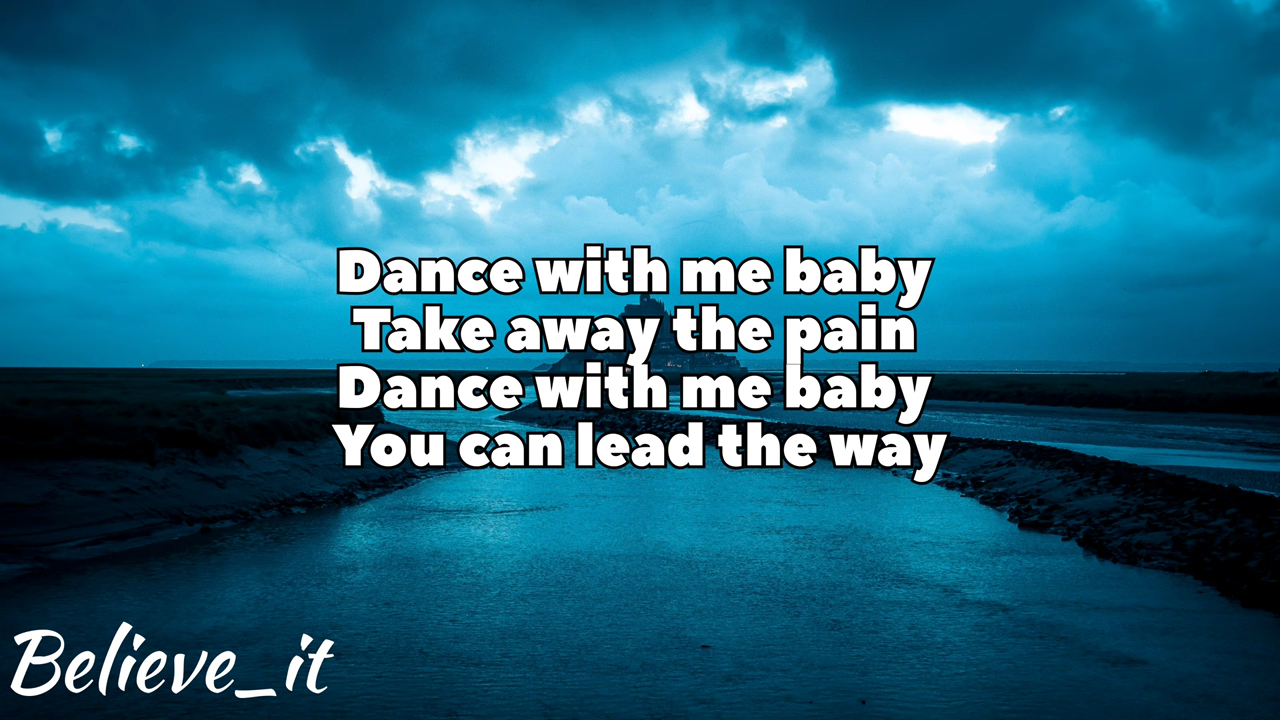 Dance with me baby
Take away the pain
Dance with me baby
You can lead the way
Believe_it